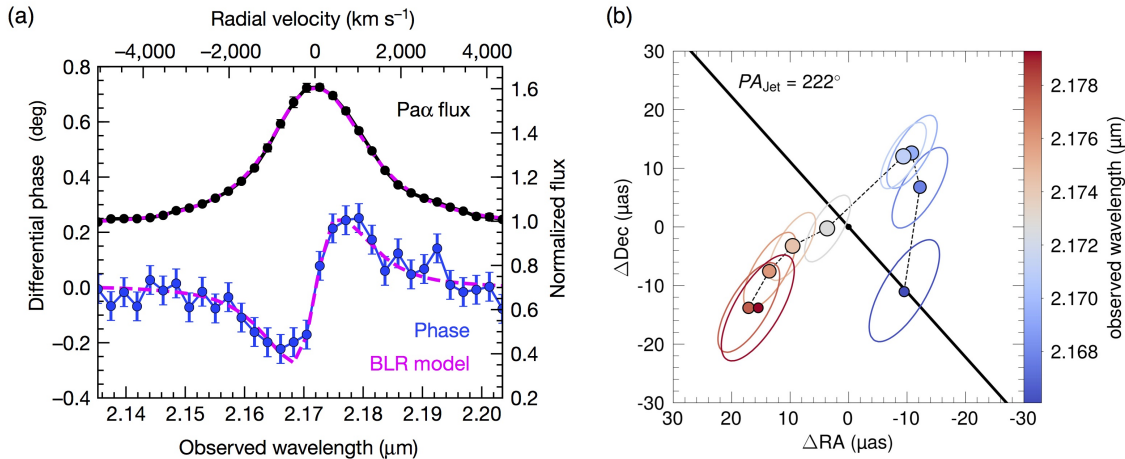 (a)
Radial velocity (km s⁻¹)
−4,000 −2,000 0 2,000 4,000
0.8
0.6
0.4
0.2
0.0
−0.2
−0.4
Differential phase (deg)
Paα flux
Phase
BLR model
1.6
1.4
1.2
1.0
0.8
0.6
0.4
0.2
Normalized flux
2.14 2.15 2.16 2.17 2.18 2.19 2.20
Observed wavelength (μm)
(b)
30
20
10
0
-10
-20
-30
ΔDec (μas)
PA_Jet = 222°
30 20 10 0 -10 -20 -30
ΔRA (μas)
2.178
2.176
2.174
2.172
2.170
2.168
observed wavelength (μm)